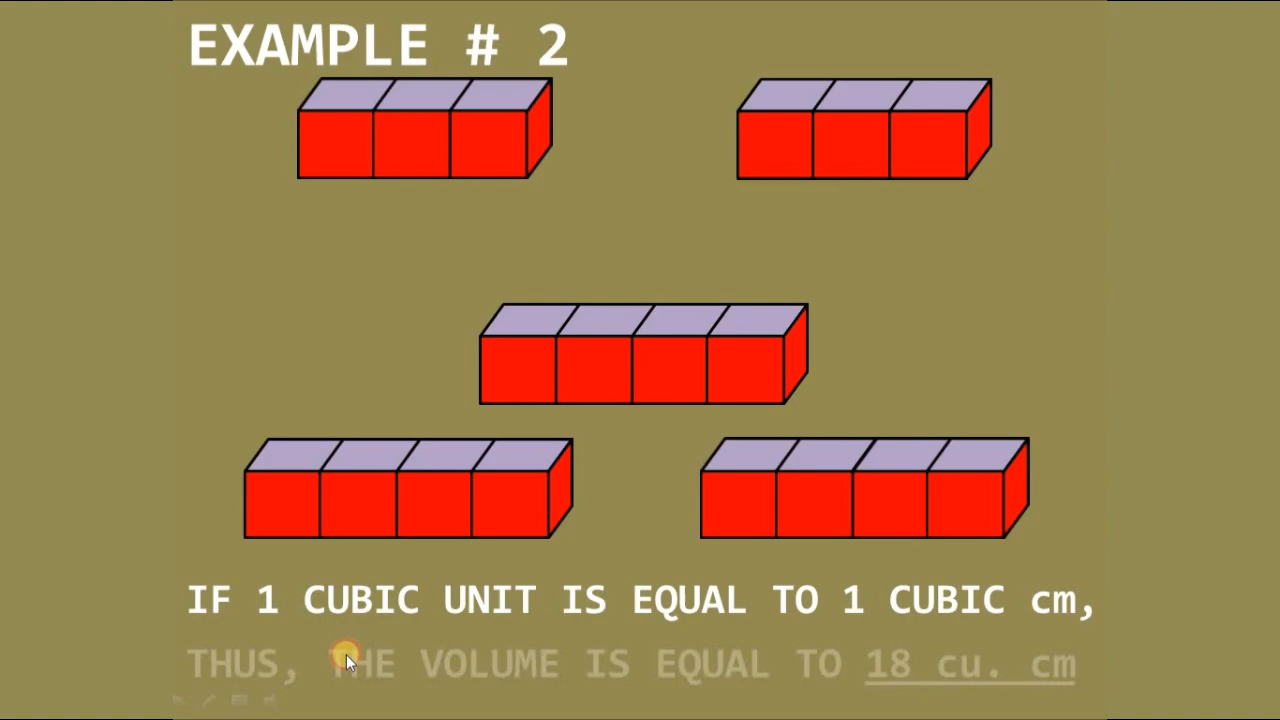 EXAMPLE # 2
IF 1 CUBIC UNIT IS EQUAL TO 1 CUBIC cm,
THUS, THE VOLUME IS EQUAL TO 18 cu. cm